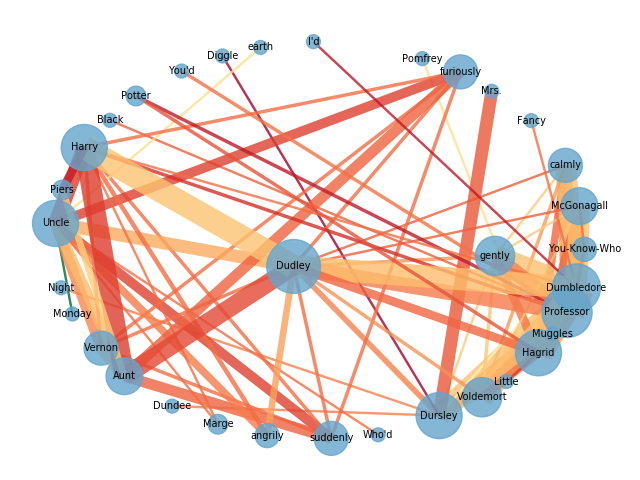 I'd
earth
Diggle
Pomfrey
You'd
furiously
Mrs.
Potter
Black
Fancy
Harry
calmly
Piers
McGonagall
Uncle
You-Know-Who
gently
Dudley
Night
Dumbledore
Monday
Professor
Muggles
Vernon
Hagrid
Aunt
Little
Voldemort
Dundee
Dursley
Marge
angrily
suddenly
Who'd